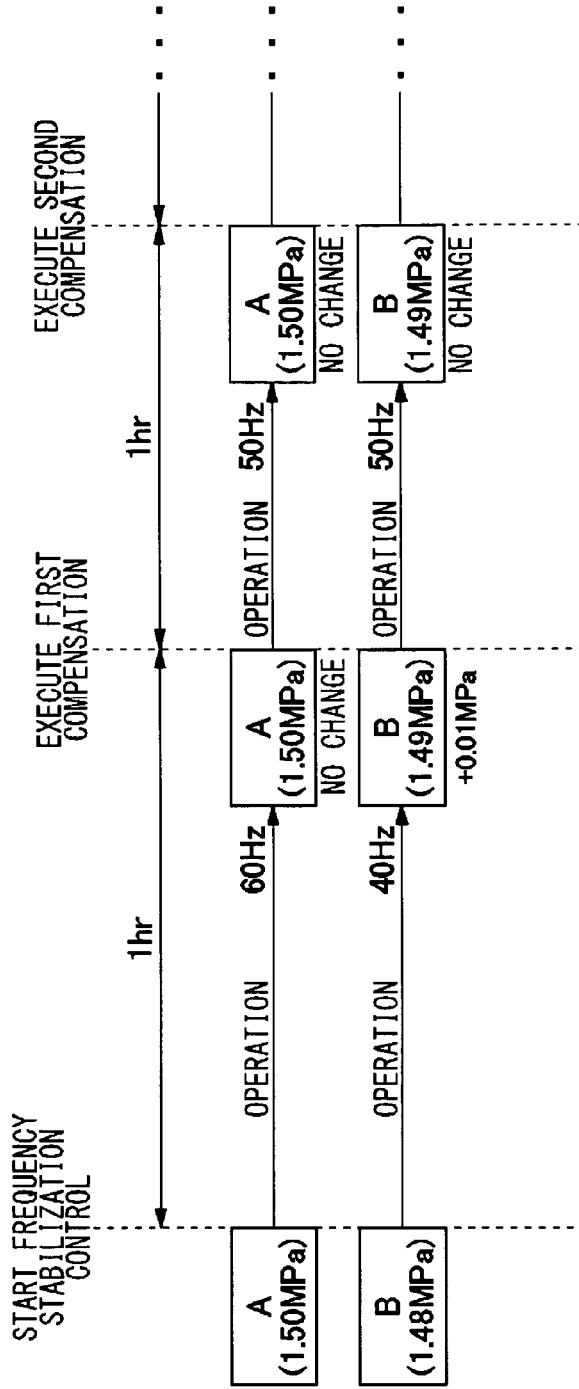 START FREQUENCY
STABILIZATION
CONTROL
EXECUTE FIRST
COMPENSATION
EXECUTE SECOND
COMPENSATION
1hr
1hr
A
(1.50MPa)
OPERATION
60Hz
A
(1.50MPa)
NO CHANGE
OPERATION
50Hz
A
(1.50MPa)
NO CHANGE
B
(1.48MPa)
OPERATION
40Hz
B
(1.49MPa)
+0.01MPa
OPERATION
50Hz
B
(1.49MPa)
NO CHANGE